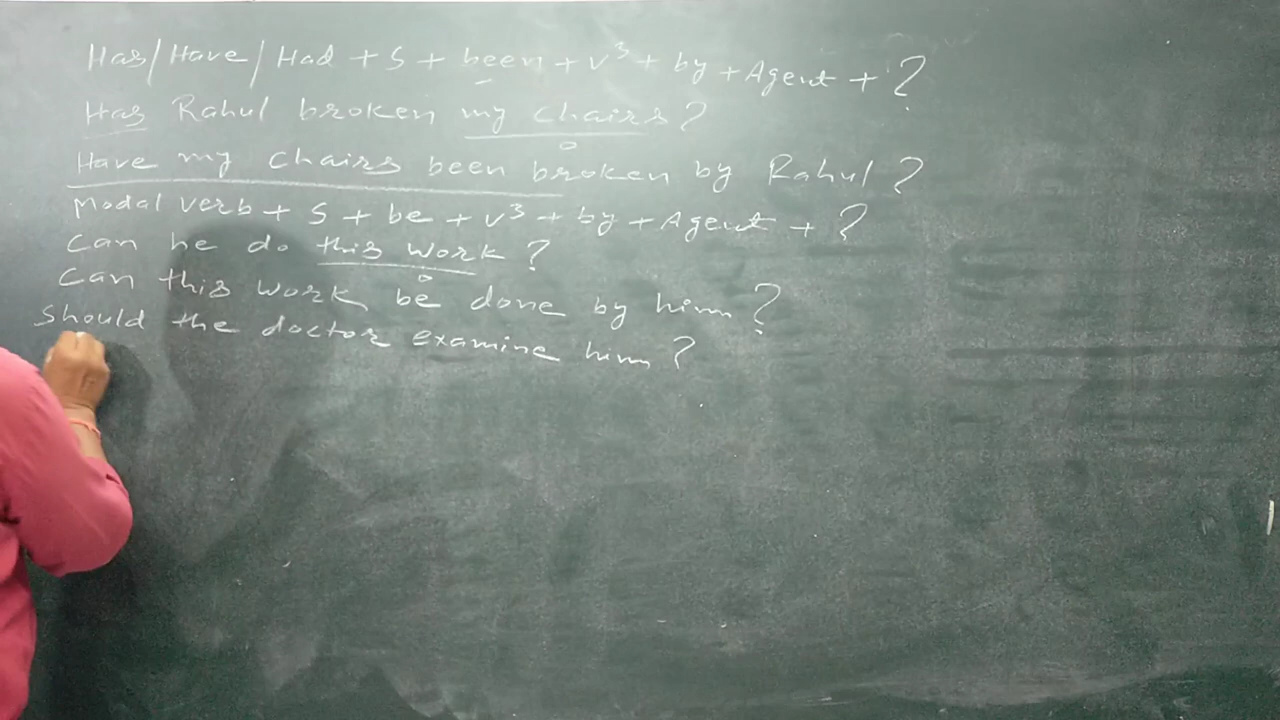 Has/Have/Had + S + been + V³ + by + Agent + ?
Has Rahul broken my chairs?
O
Have my chairs been broken by Rahul?
Modal verb + S + be + V³ + by + Agent + ?
Can he do this work?
O
Can this work be done by him?
Should the doctor examine him?